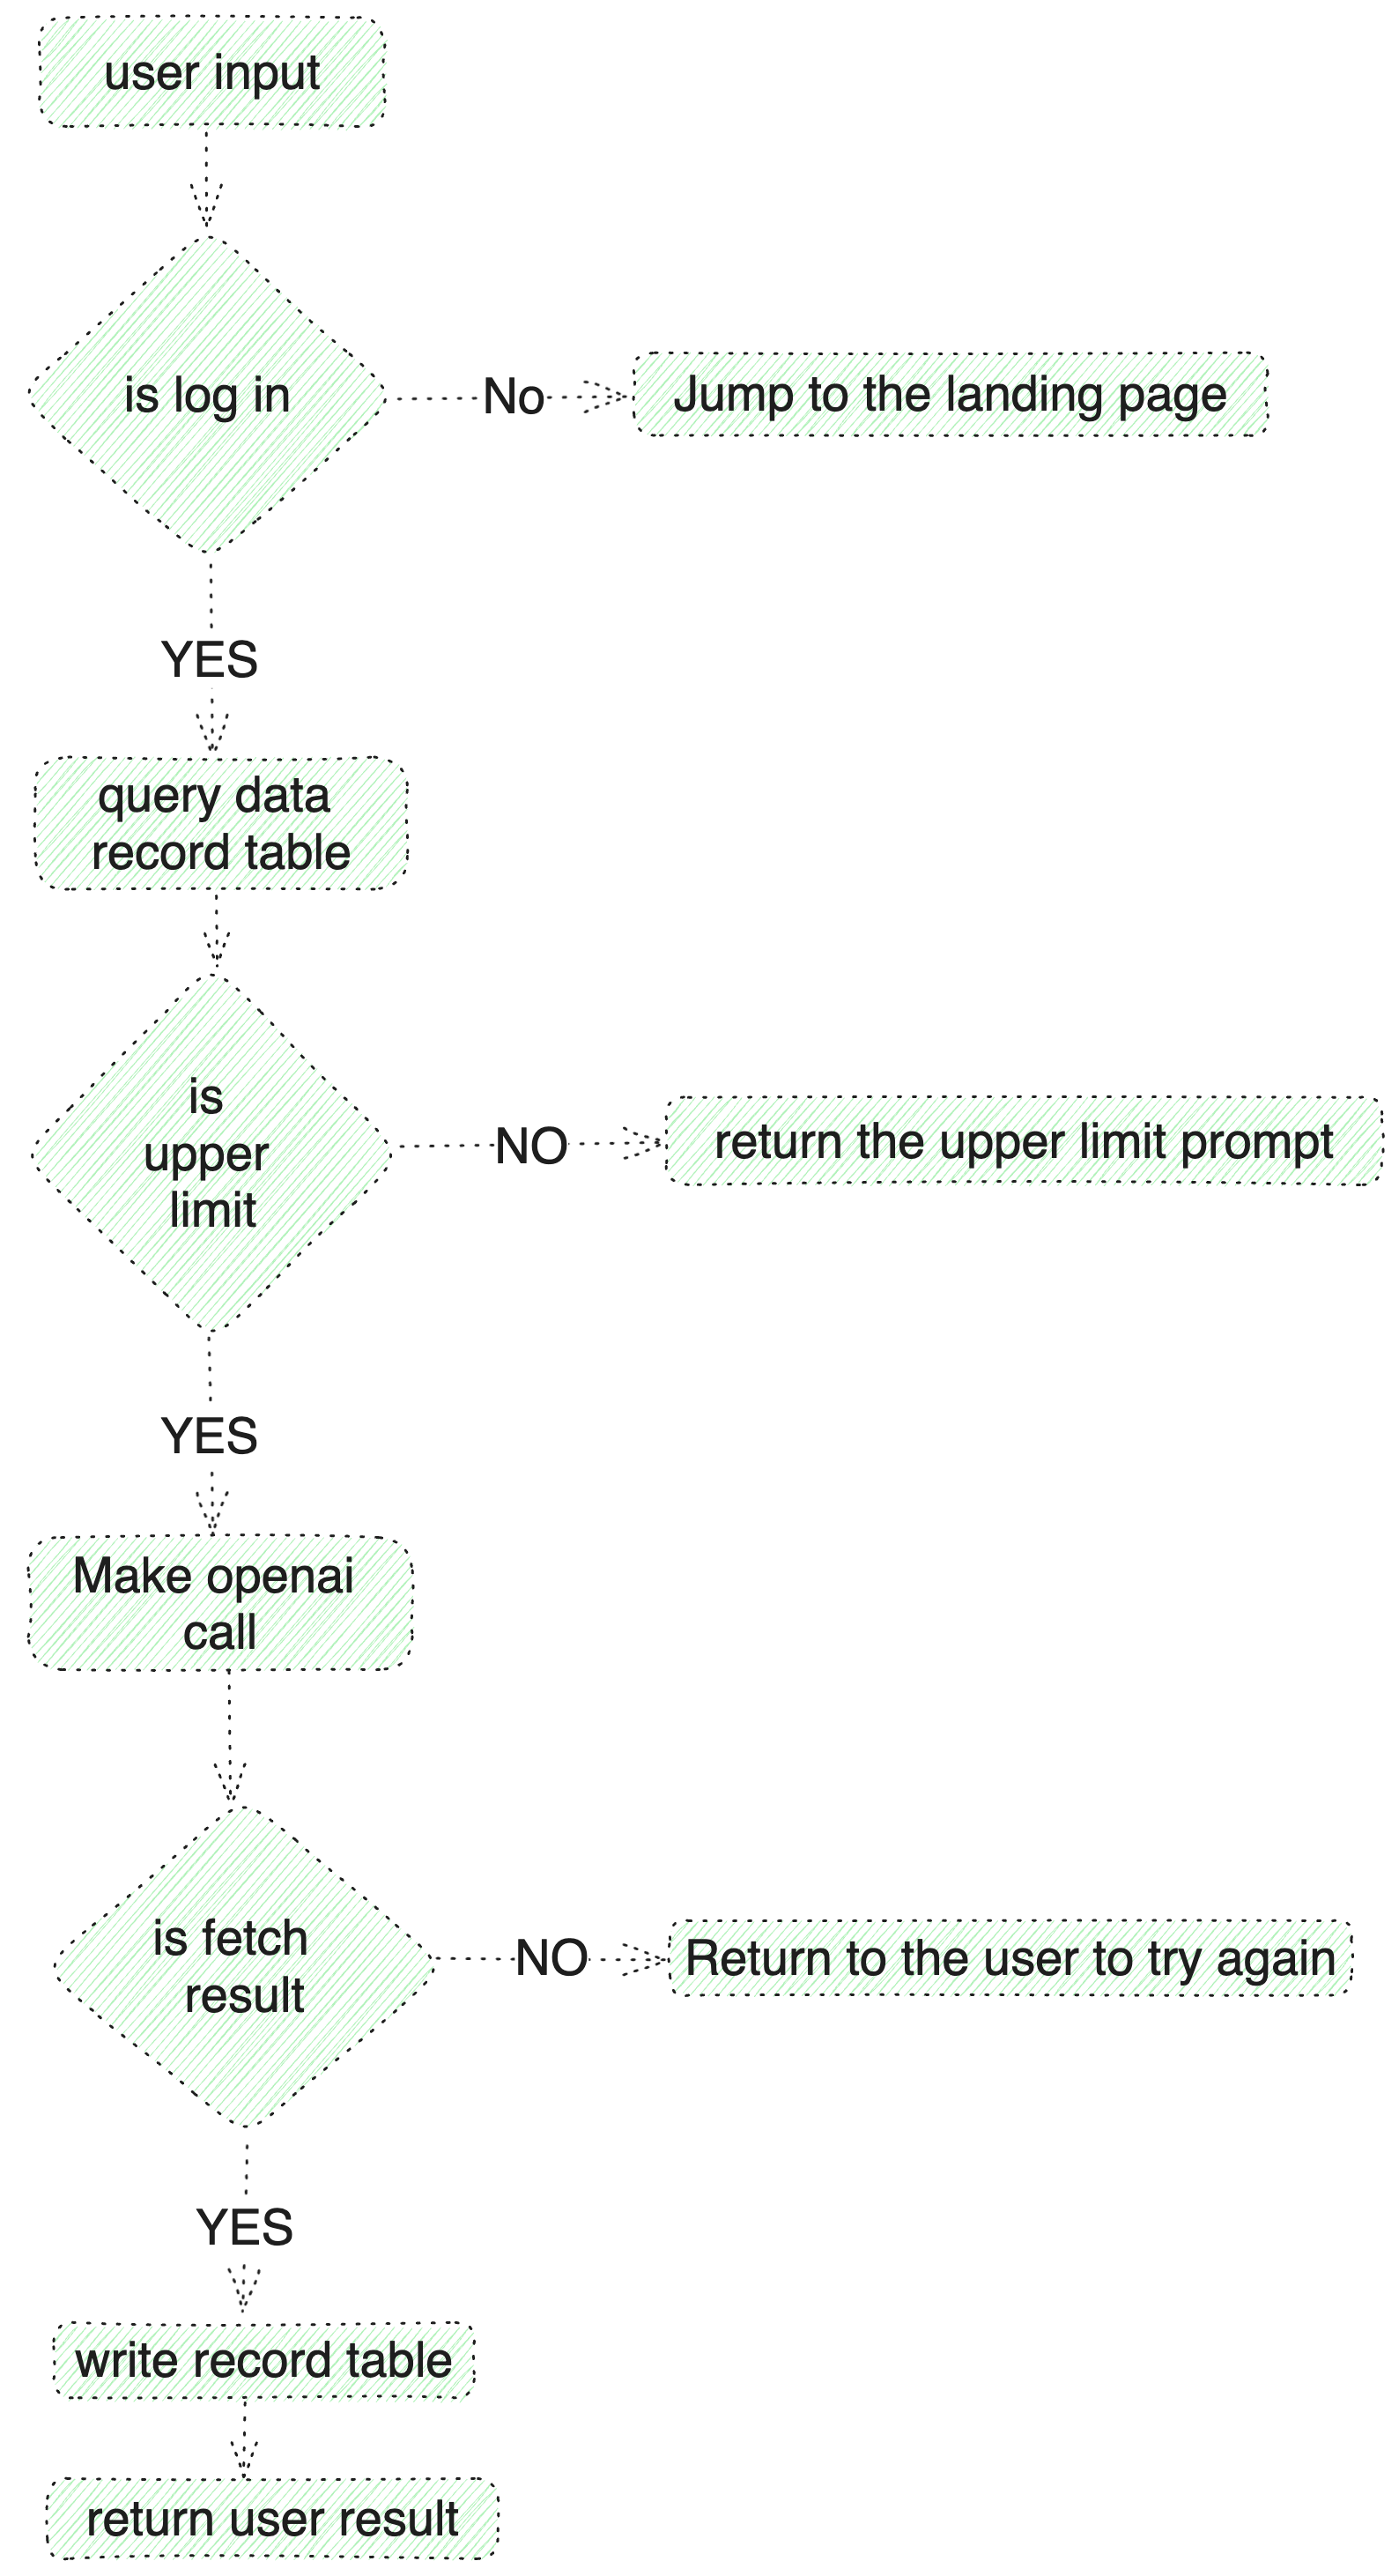 user input
is log in
No
Jump to the landing page
YES
query data
record table
is
upper
limit
NO
return the upper limit prompt
YES
Make openai
call
is fetch
result
NO
Return to the user to try again
YES
write record table
return user result